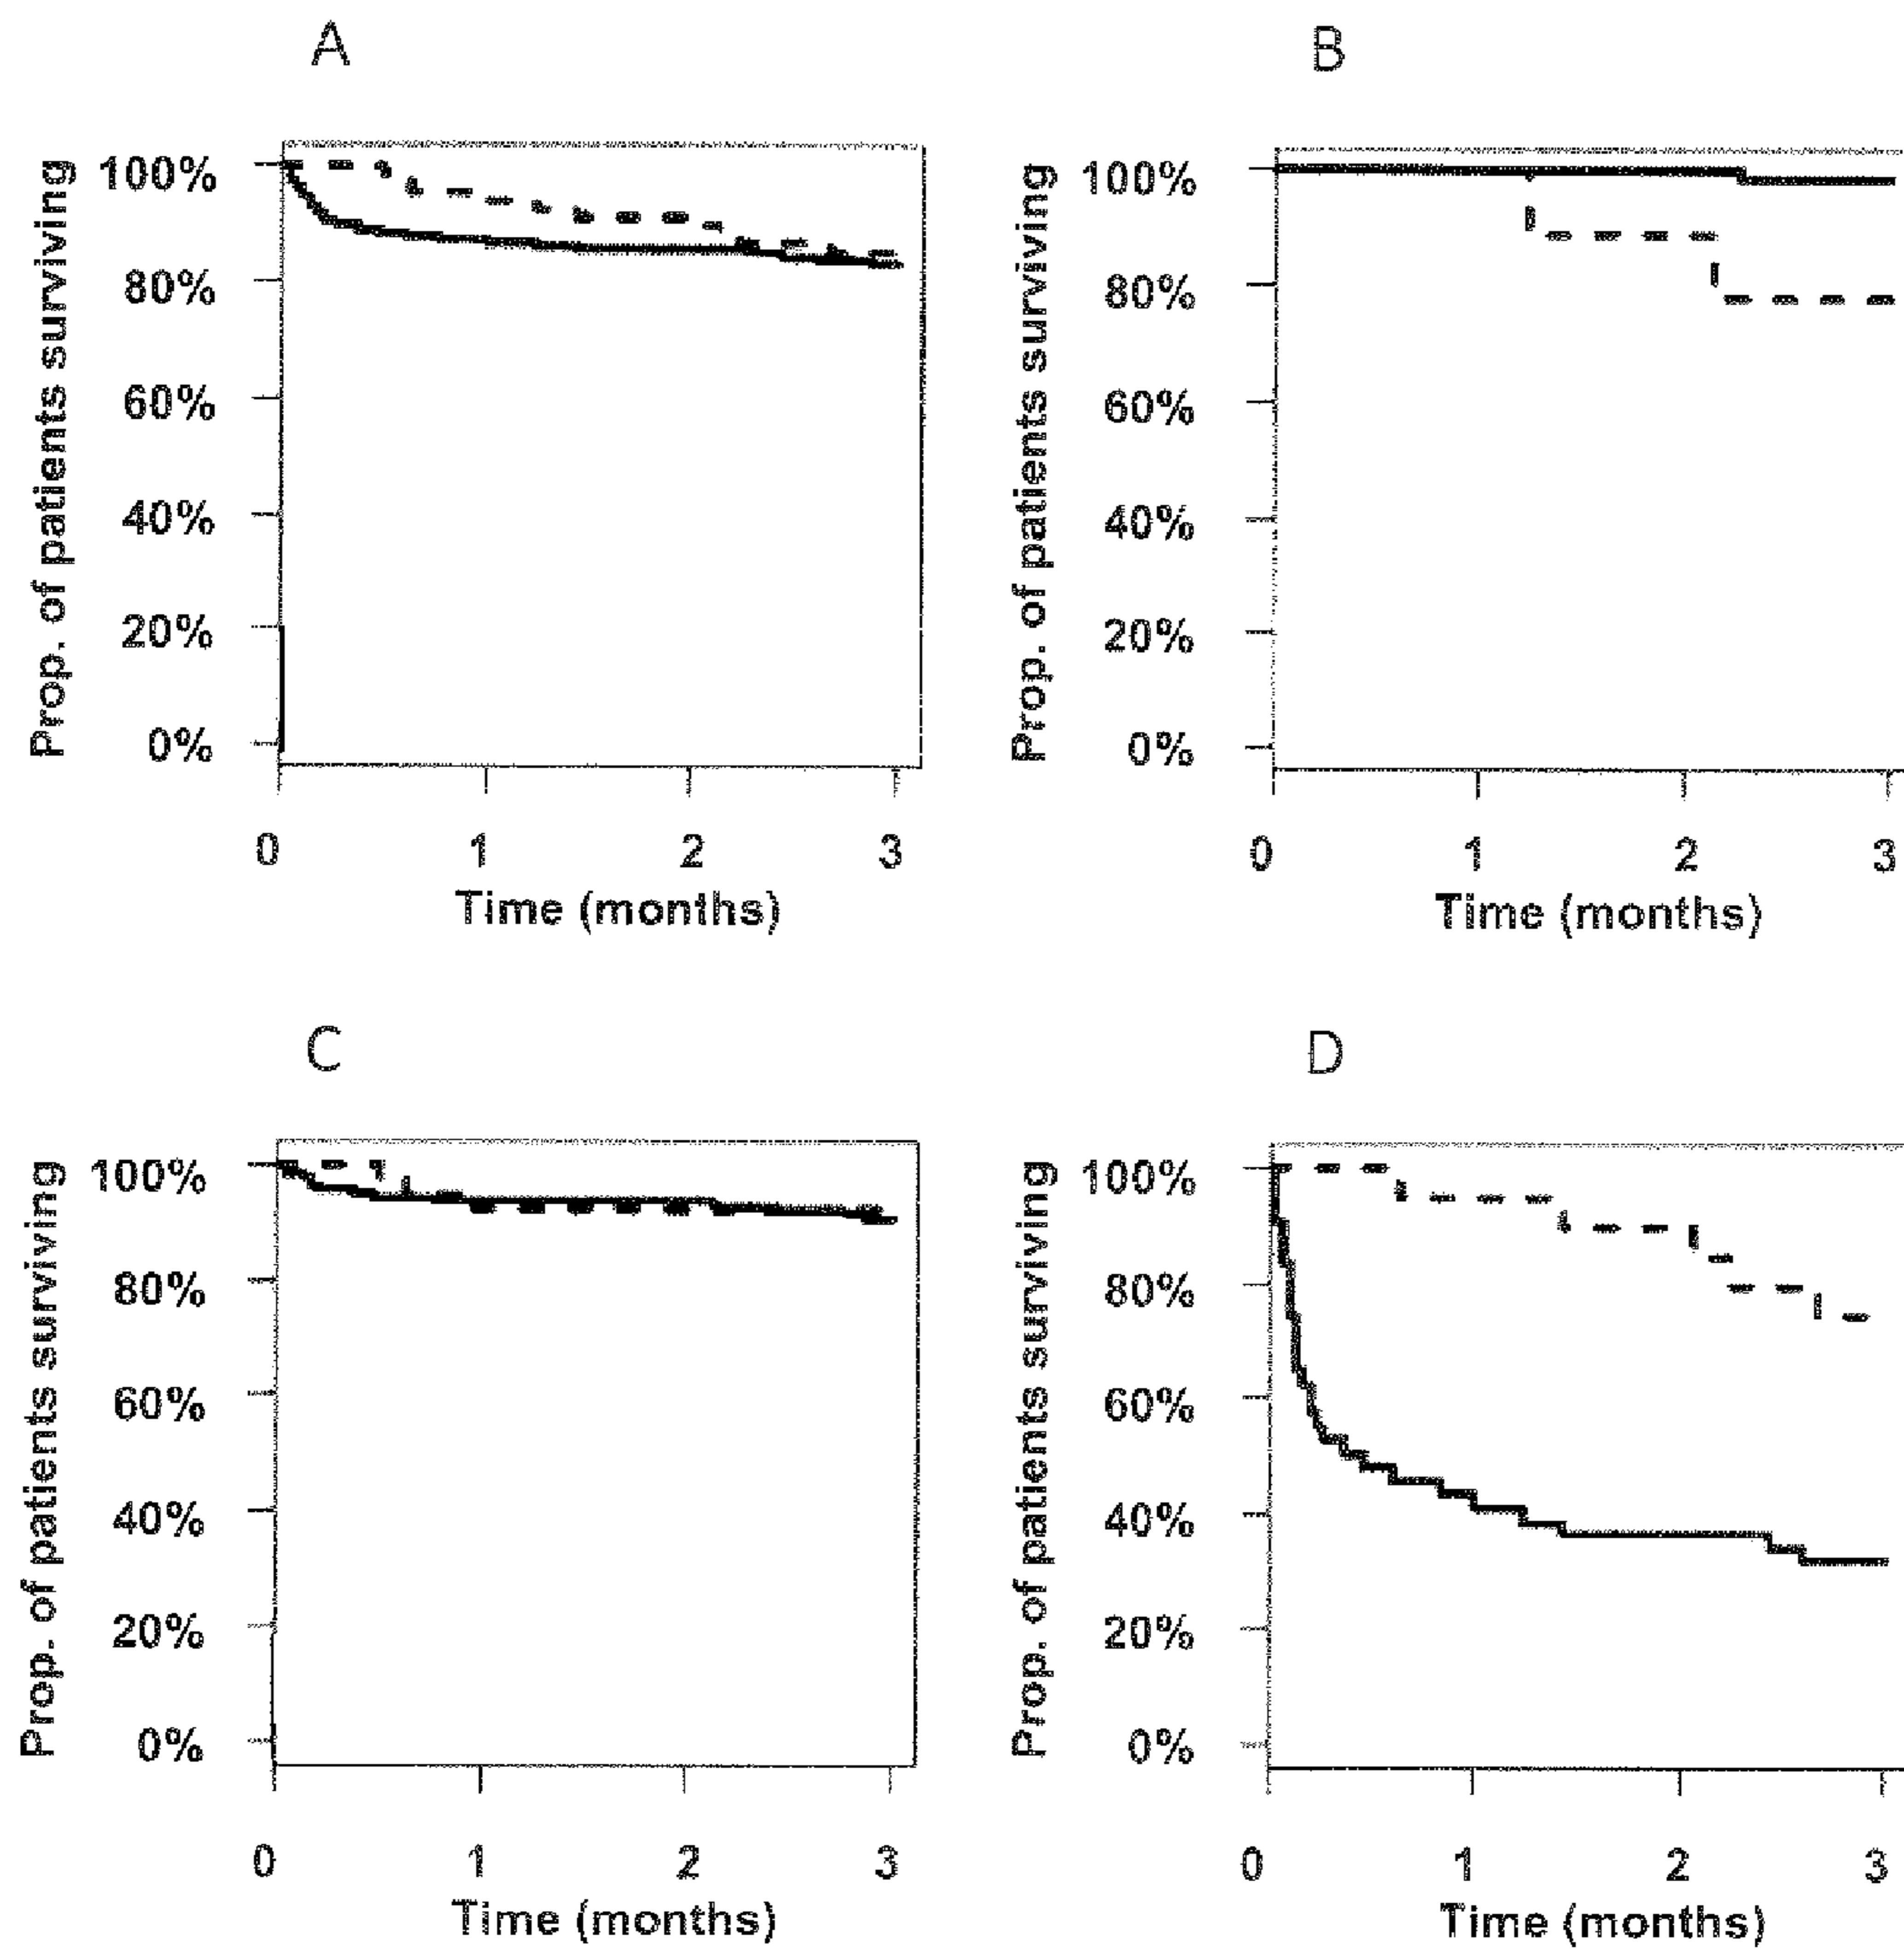 A
Prop. of patients surviving
100%
80%
60%
40%
20%
0%
0 1 2 3
Time (months)
B
Prop. of patients surviving
100%
80%
60%
40%
20%
0%
0 1 2 3
Time (months)
C
Prop. of patients surviving
100%
80%
60%
40%
20%
0%
0 1 2 3
Time (months)
D
Prop. of patients surviving
100%
80%
60%
40%
20%
0%
0 1 2 3
Time (months)